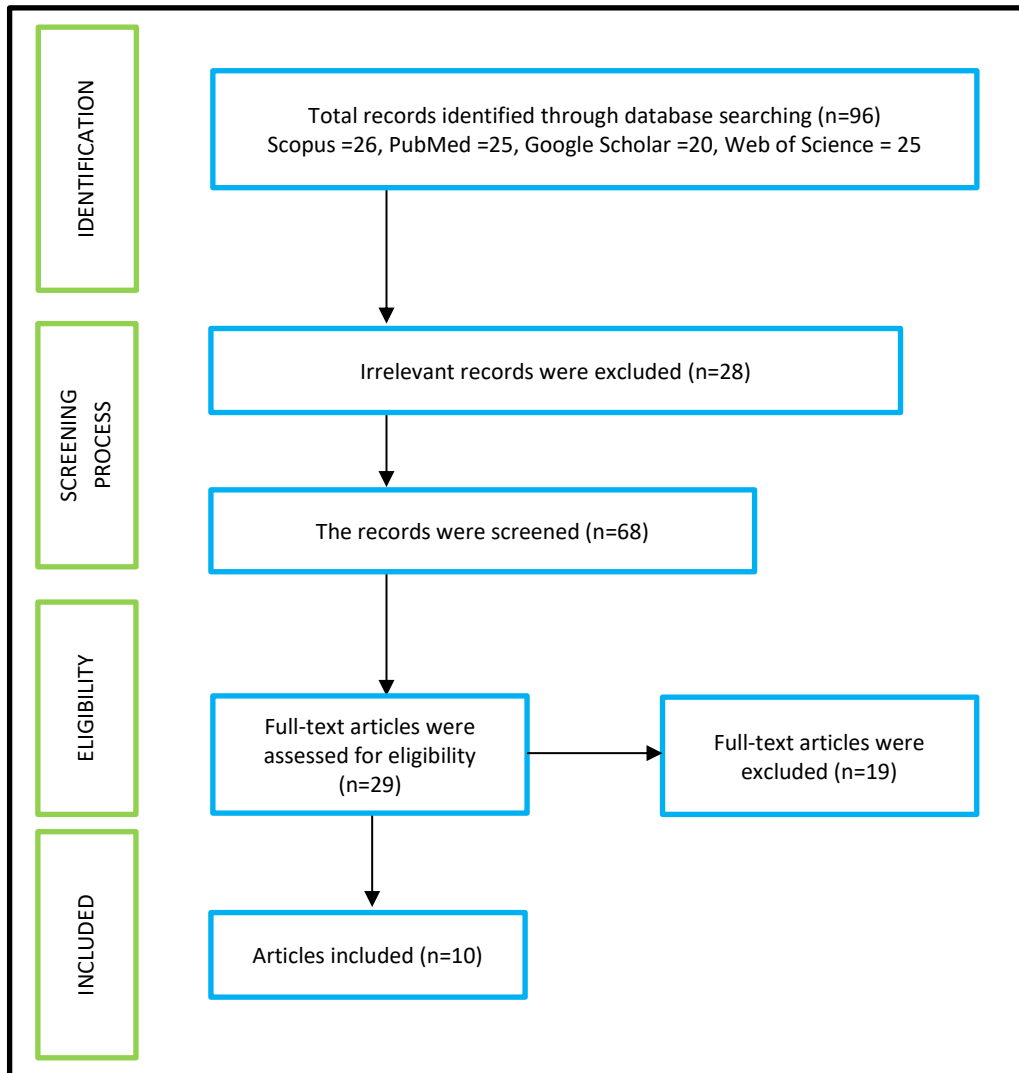 IDENTIFICATION
Total records identified through database searching (n=96)
Scopus =26, PubMed =25, Google Scholar =20, Web of Science = 25
SCREENING
PROCESS
Irrelevant records were excluded (n=28)
The records were screened (n=68)
ELIGIBILITY
Full-text articles were
assessed for eligibility
(n=29)
Full-text articles were
excluded (n=19)
INCLUDED
Articles included (n=10)